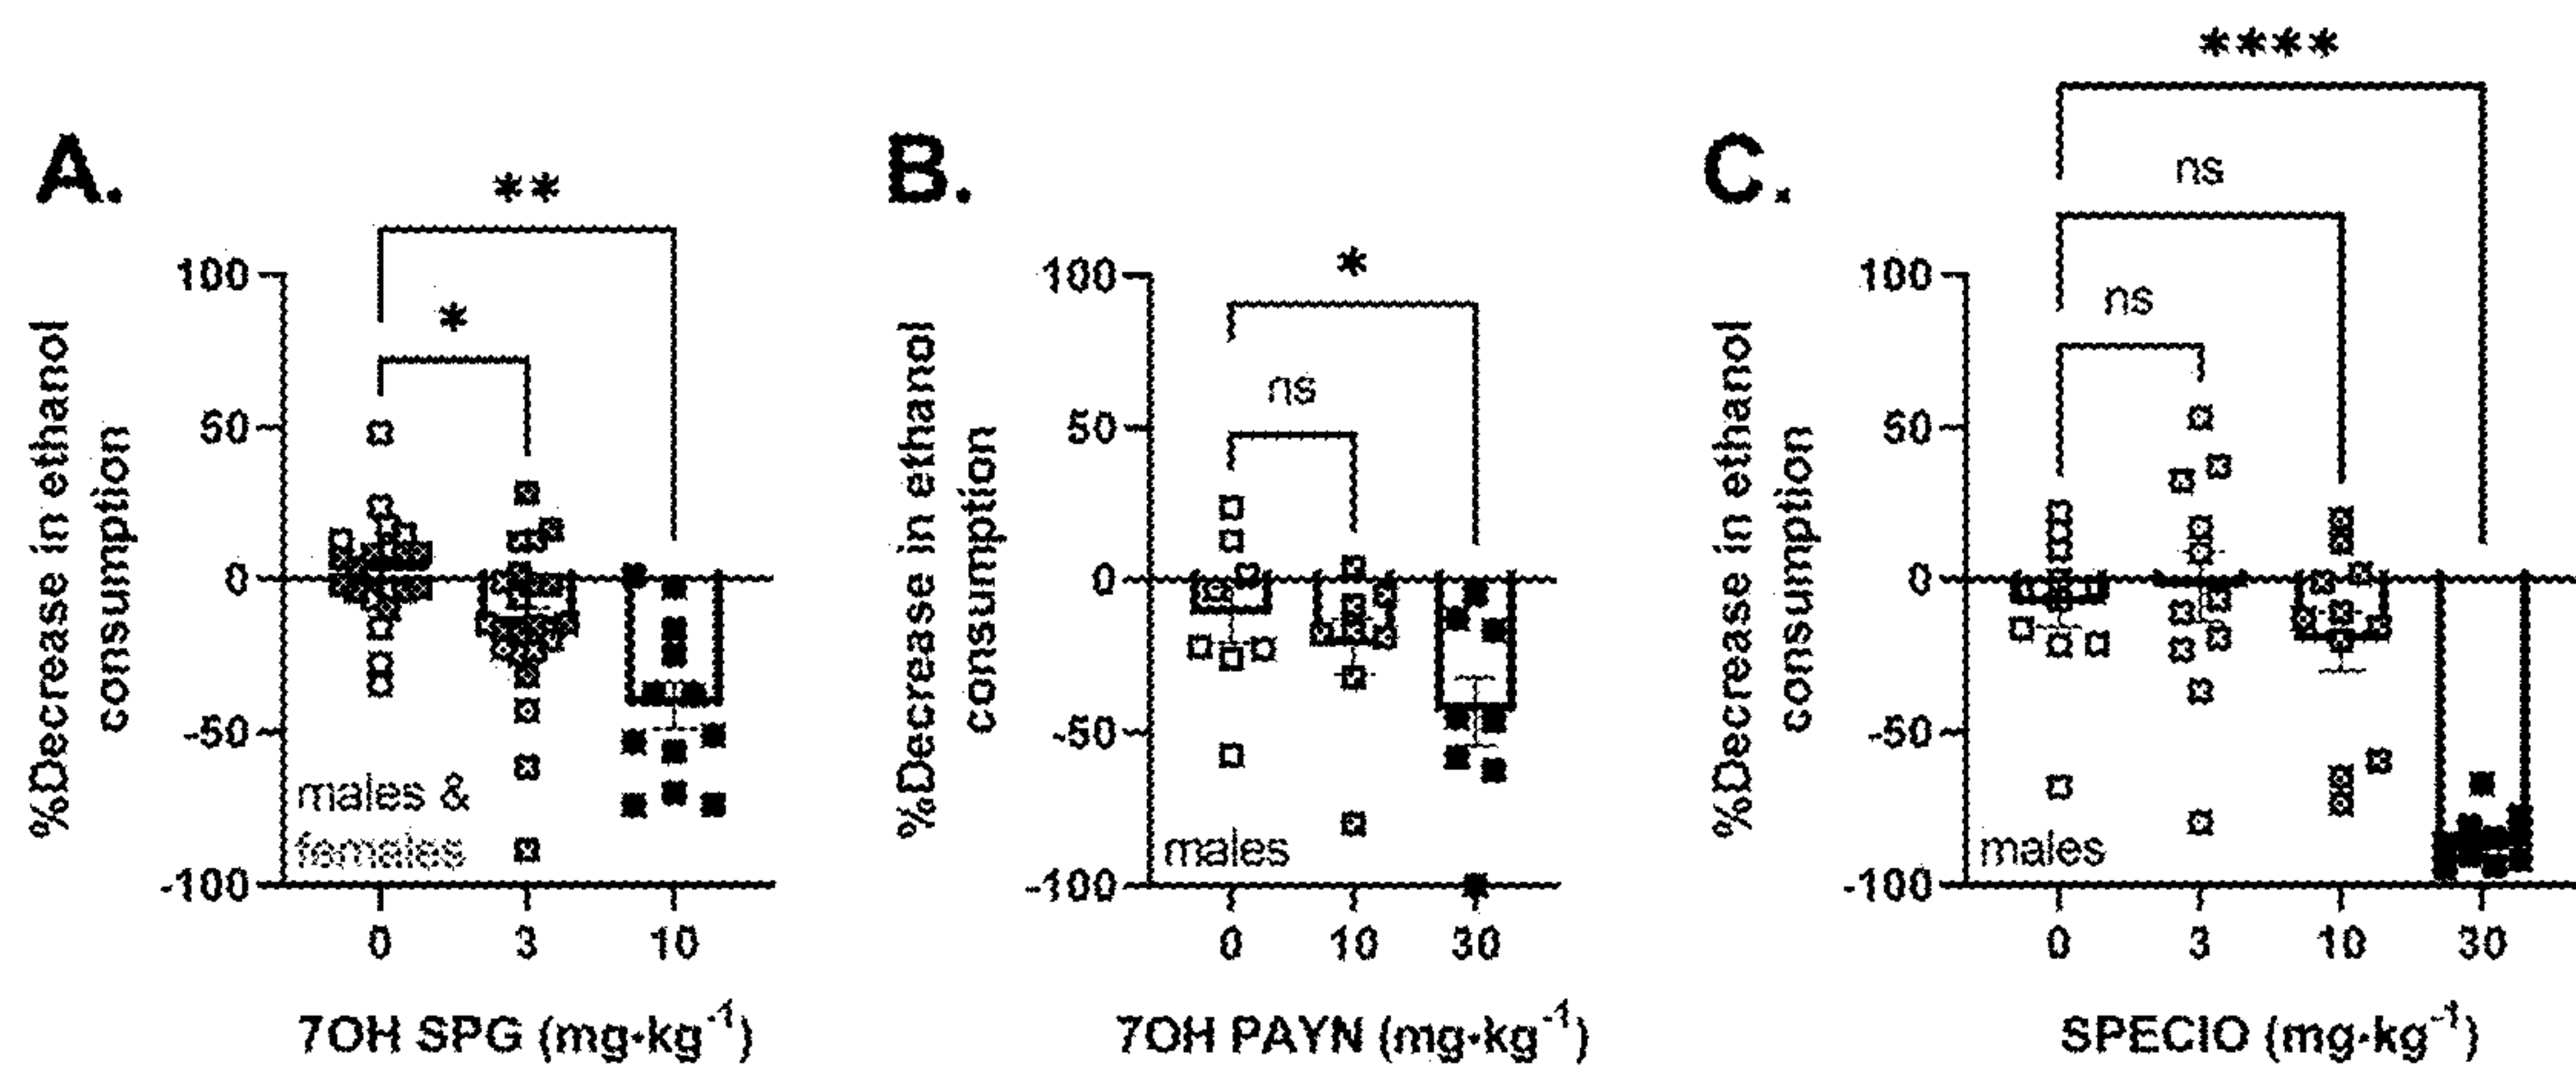 A.
**
*
100
50
0
-50
-100
%Decrease in ethanol
consumption
males &
females
0 3 10
7OH SPG (mg·kg-1)
B.
*
ns
100
50
0
-50
-100
%Decrease in ethanol
consumption
males
0 10 30
7OH PAYN (mg·kg-1)
C.
****
ns
ns
100
50
0
-50
-100
%Decrease in ethanol
consumption
males
0 3 10 30
SPECIO (mg·kg-1)